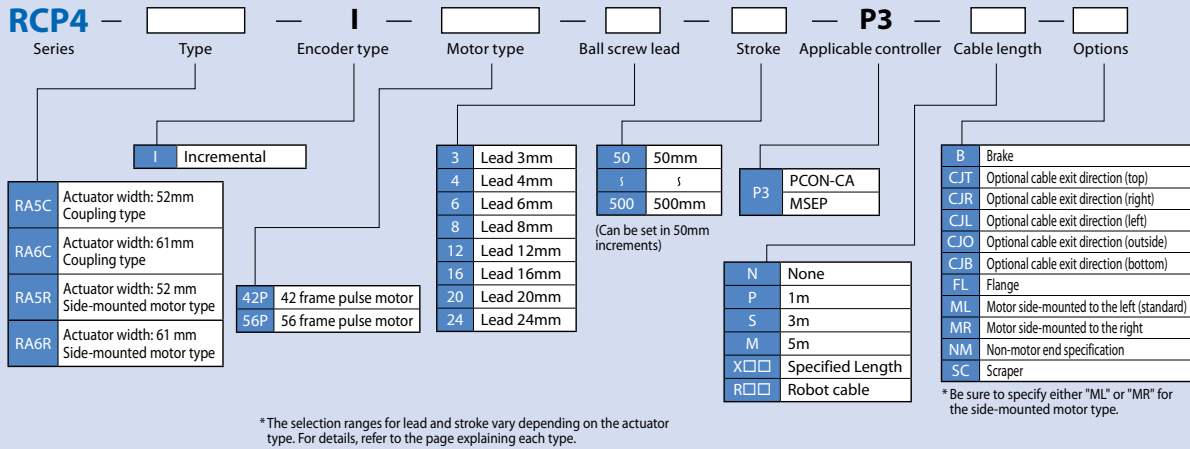 RCP4 — — I — — — — P3 — —
Series Type Encoder type Motor type Ball screw lead Stroke Applicable controller Cable length Options
I Incremental
RA5C Actuator width: 52mm
Coupling type
RA6C Actuator width: 61mm
Coupling type
RA5R Actuator width: 52 mm
Side-mounted motor type
RA6R Actuator width: 61 mm
Side-mounted motor type
42P 42 frame pulse motor
56P 56 frame pulse motor
3 Lead 3mm
4 Lead 4mm
6 Lead 6mm
8 Lead 8mm
12 Lead 12mm
16 Lead 16mm
20 Lead 20mm
24 Lead 24mm
50 50mm
≀ ≀
500 500mm
(Can be set in 50mm
increments)
P3 PCON-CA
MSEP
N None
P 1m
S 3m
M 5m
X□□ Specified Length
R□□ Robot cable
B Brake
CJT Optional cable exit direction (top)
CJR Optional cable exit direction (right)
CJL Optional cable exit direction (left)
CJO Optional cable exit direction (outside)
CJB Optional cable exit direction (bottom)
FL Flange
ML Motor side-mounted to the left (standard)
MR Motor side-mounted to the right
NM Non-motor end specification
SC Scraper
* Be sure to specify either "ML" or "MR" for
the side-mounted motor type.
* The selection ranges for lead and stroke vary depending on the actuator
type. For details, refer to the page explaining each type.